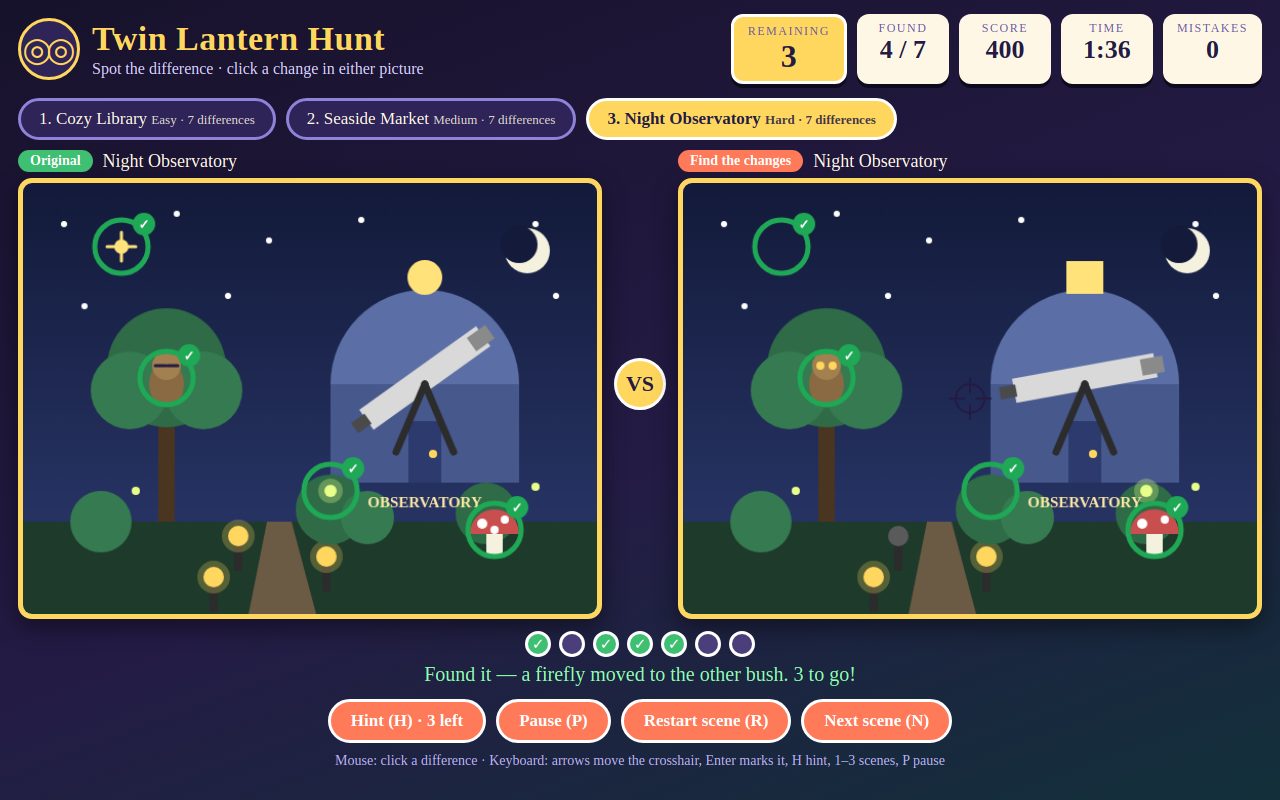 Twin Lantern Hunt
Spot the difference · click a change in either picture
REMAINING
3
FOUND
4 / 7
SCORE
400
TIME
1:36
MISTAKES
0
1. Cozy Library Easy · 7 differences
2. Seaside Market Medium · 7 differences
3. Night Observatory Hard · 7 differences
Original Night Observatory
Find the changes Night Observatory
OBSERVATORY
VS
OBSERVATORY
Found it — a firefly moved to the other bush. 3 to go!
Hint (H) · 3 left
Pause (P)
Restart scene (R)
Next scene (N)
Mouse: click a difference · Keyboard: arrows move the crosshair, Enter marks it, H hint, 1–3 scenes, P pause